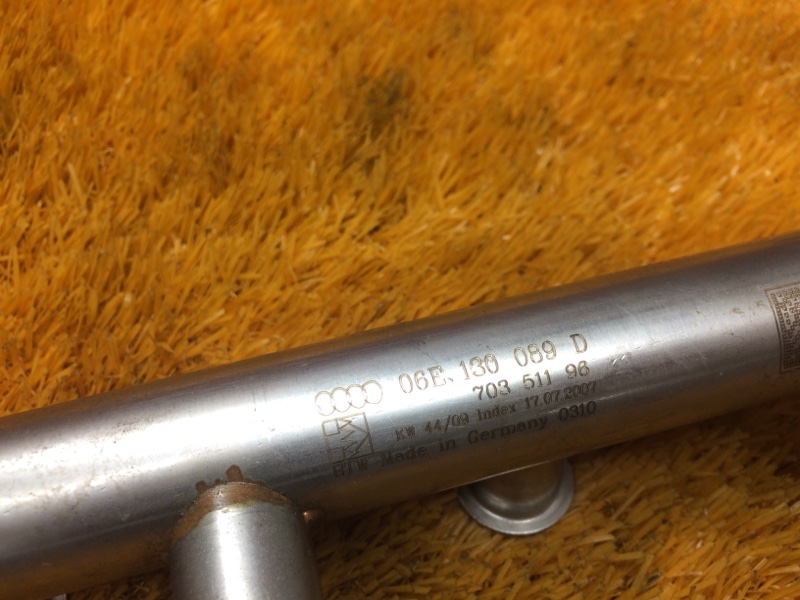 06E 130 089 D
703 511 96
KW 44/09 Index 17.07.2007
Made in Germany 0310